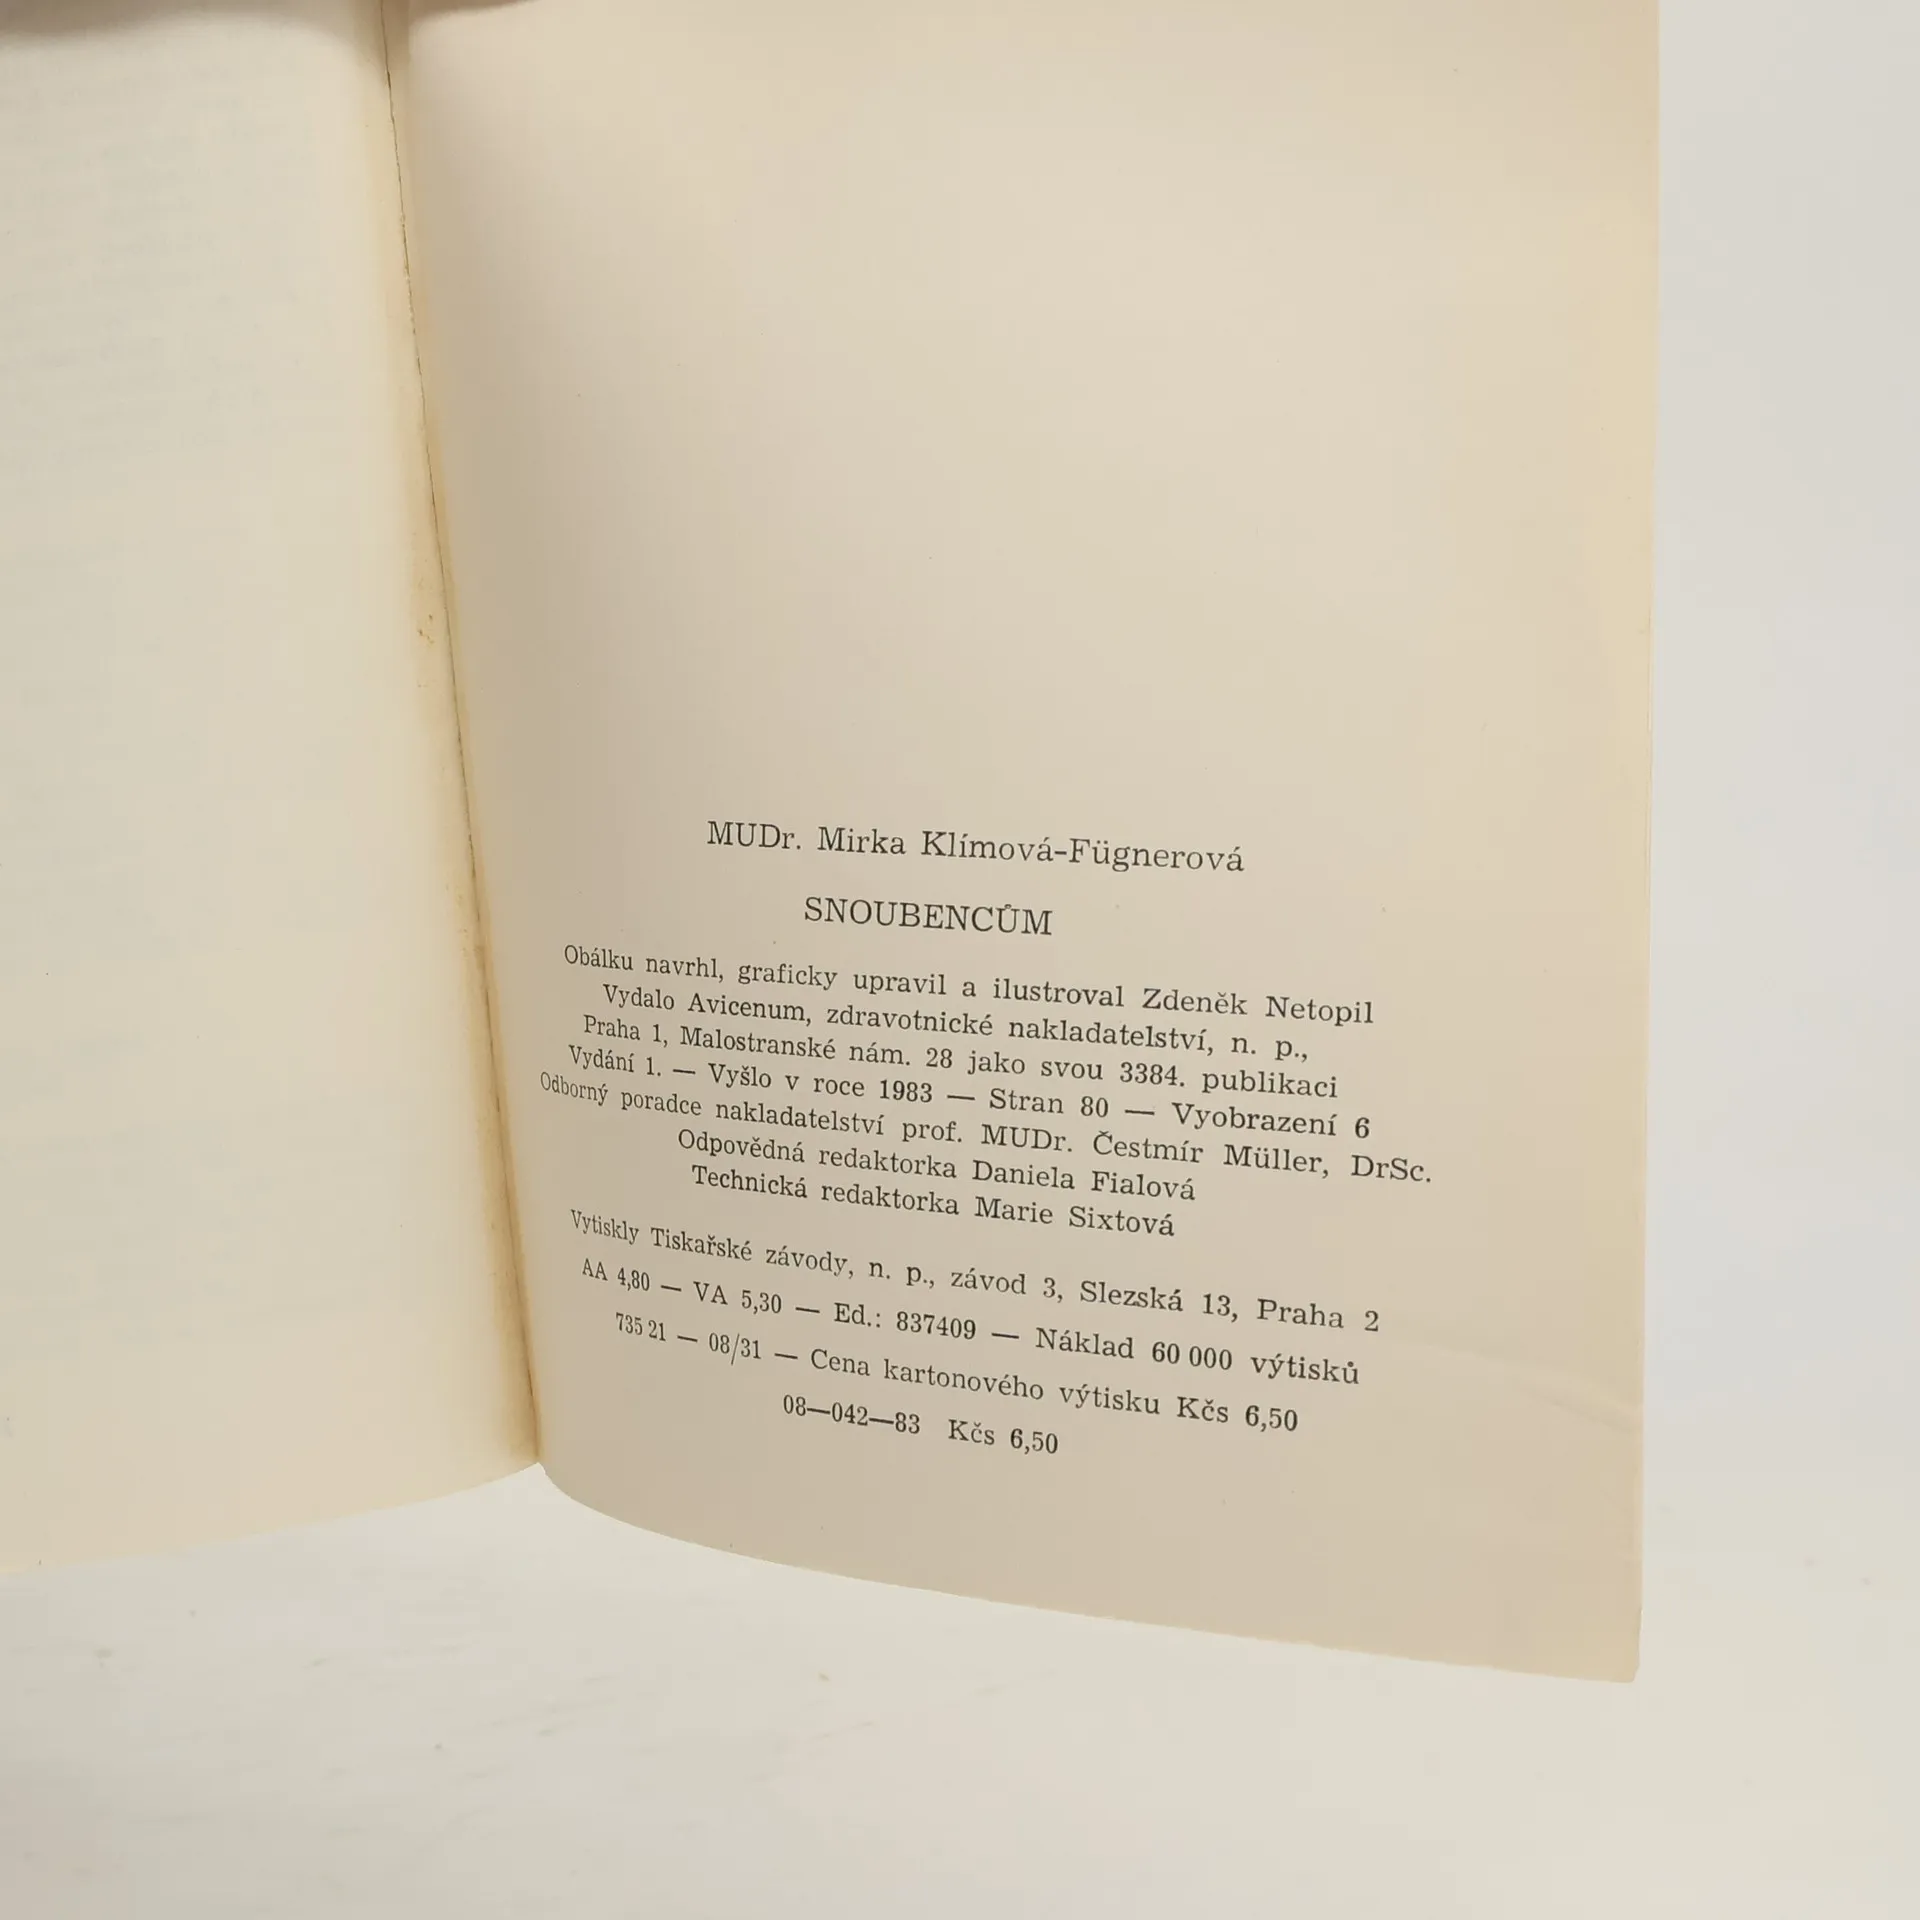 MUDr. Mirka Klímová-Fügnerová
SNOUBENCŮM
Obálku navrhl, graficky upravil a ilustroval Zdeněk Netopil
Vydalo Avicenum, zdravotnické nakladatelství, n. p.,
Praha 1, Malostranské nám. 28 jako svou 3384. publikaci
Vydání 1. — Vyšlo v roce 1983 — Stran 80 — Vyobrazení 6
Odborný poradce nakladatelství prof. MUDr. Čestmír Müller, DrSc.
Odpovědná redaktorka Daniela Fialová
Technická redaktorka Marie Sixtová
Vytiskly Tiskařské závody, n. p., závod 3, Slezská 13, Praha 2
AA 4,80 — VA 5,30 — Ed.: 837409 — Náklad 60 000 výtisků
735 21 — 08/31 — Cena kartonového výtisku Kčs 6,50
08—042—83 Kčs 6,50